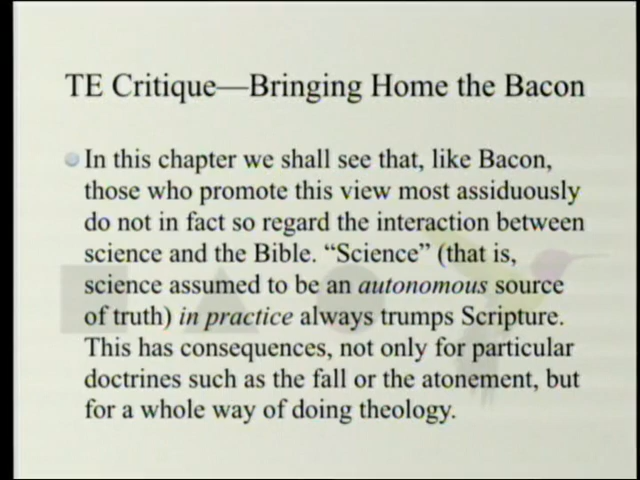 TE Critique—Bringing Home the Bacon
In this chapter we shall see that, like Bacon,
those who promote this view most assiduously
do not in fact so regard the interaction between
science and the Bible. “Science” (that is,
science assumed to be an autonomous source
of truth) in practice always trumps Scripture.
This has consequences, not only for particular
doctrines such as the fall or the atonement, but
for a whole way of doing theology.